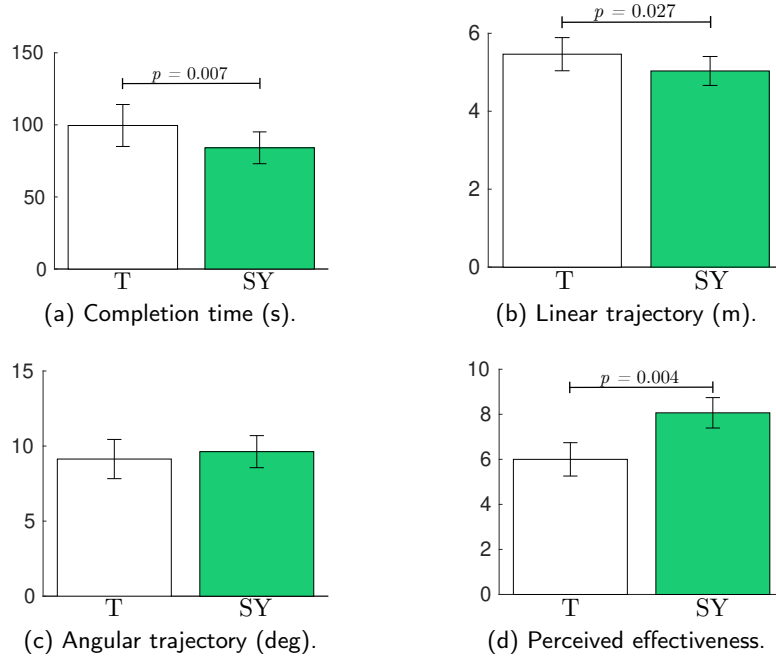 150
100
50
0
p = 0.007
T
SY
(a) Completion time (s).
6
4
2
0
p = 0.027
T
SY
(b) Linear trajectory (m).
15
10
5
0
T
SY
(c) Angular trajectory (deg).
10
8
6
4
2
0
p = 0.004
T
SY
(d) Perceived effectiveness.